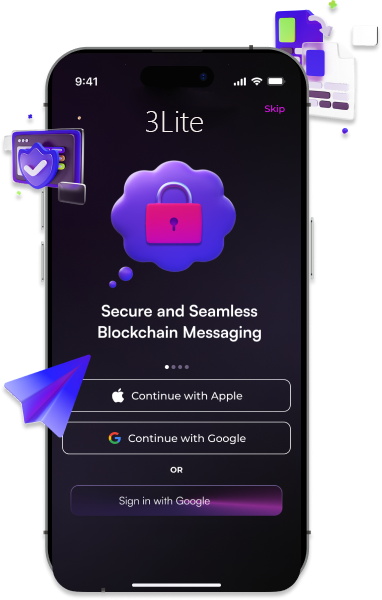 9:41
Skip
3Lite
Secure and Seamless
Blockchain Messaging
Continue with Apple
Continue with Google
OR
Sign in with Google